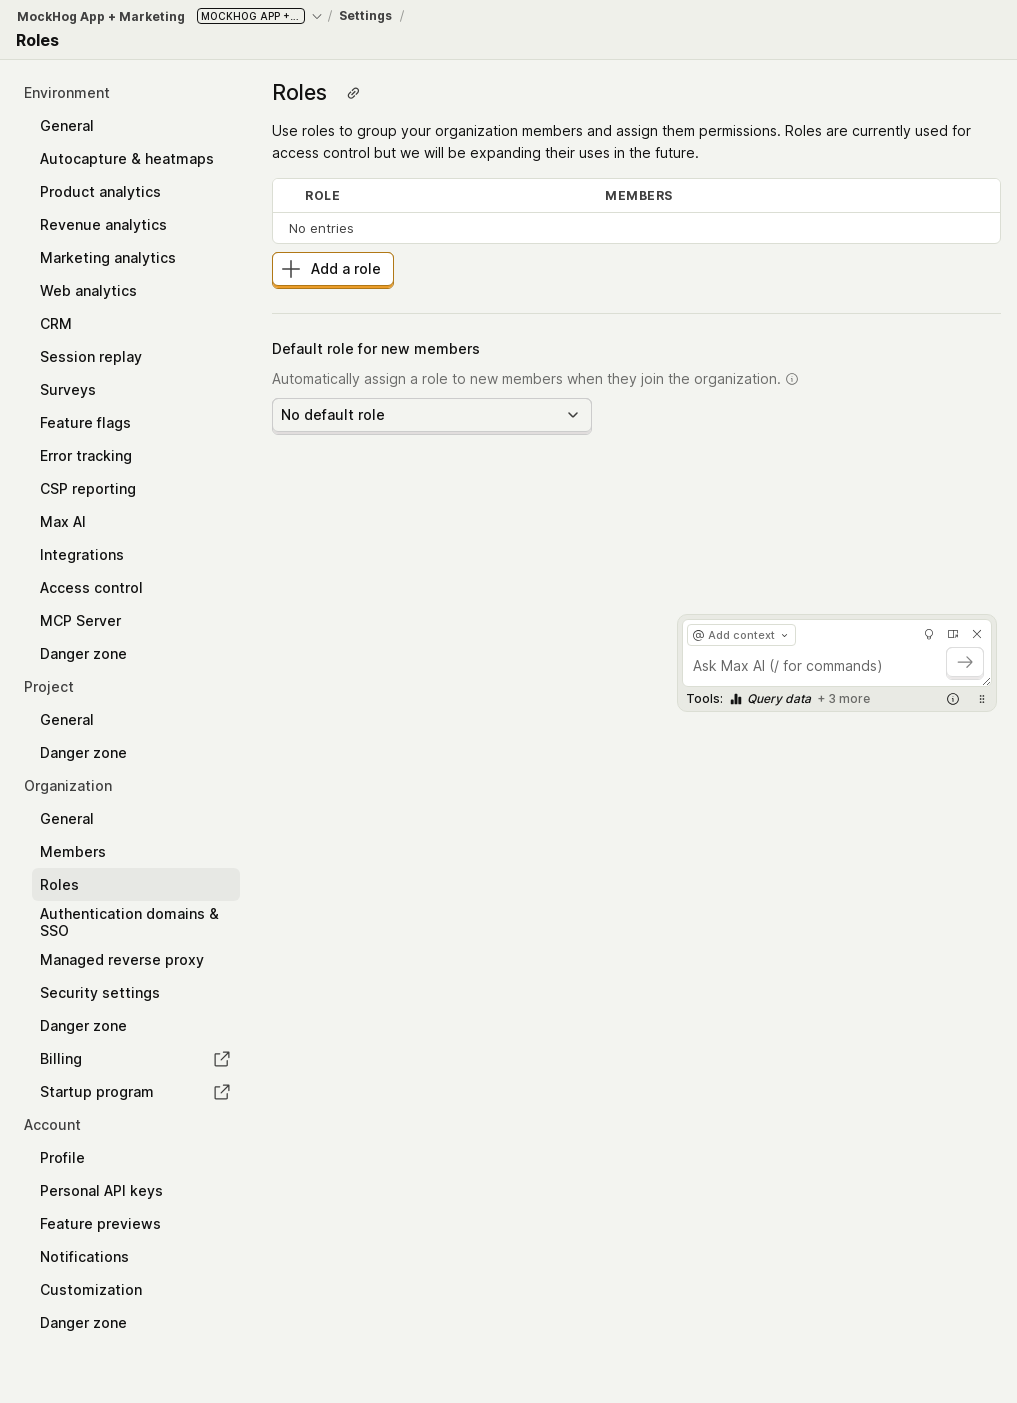 MockHog App + Marketing MOCKHOG APP +... / Settings /
Roles
Environment
General
Autocapture & heatmaps
Product analytics
Revenue analytics
Marketing analytics
Web analytics
CRM
Session replay
Surveys
Feature flags
Error tracking
CSP reporting
Max AI
Integrations
Access control
MCP Server
Danger zone
Project
General
Danger zone
Organization
General
Members
Roles
Authentication domains &
SSO
Managed reverse proxy
Security settings
Danger zone
Billing
Startup program
Account
Profile
Personal API keys
Feature previews
Notifications
Customization
Danger zone
Roles
Use roles to group your organization members and assign them permissions. Roles are currently used for
access control but we will be expanding their uses in the future.
ROLE MEMBERS
No entries
Add a role
Default role for new members
Automatically assign a role to new members when they join the organization.
No default role
@ Add context
Ask Max AI (/ for commands)
Tools: Query data + 3 more